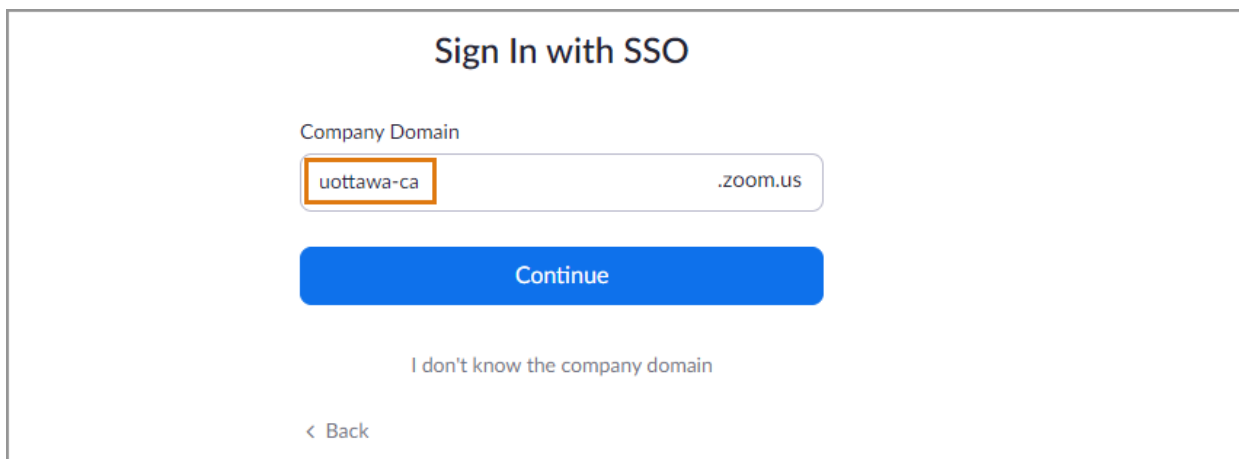 Sign In with SSO
Company Domain
uottawa-ca .zoom.us
Continue
I don't know the company domain
< Back